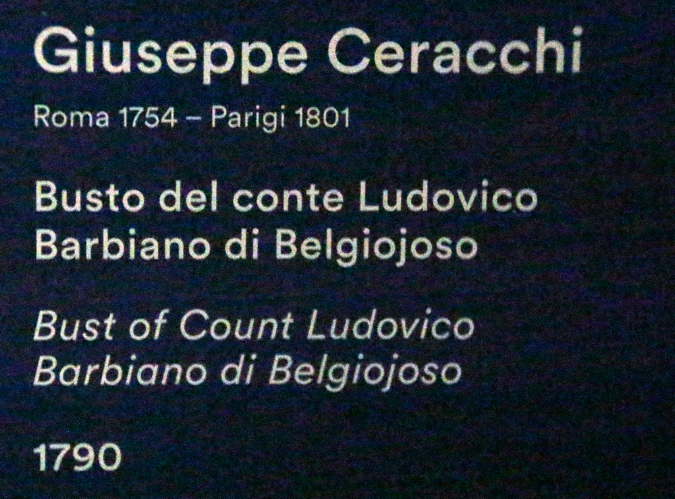 Giuseppe Ceracchi
Roma 1754 – Parigi 1801
Busto del conte Ludovico
Barbiano di Belgiojoso
Bust of Count Ludovico
Barbiano di Belgiojoso
1790